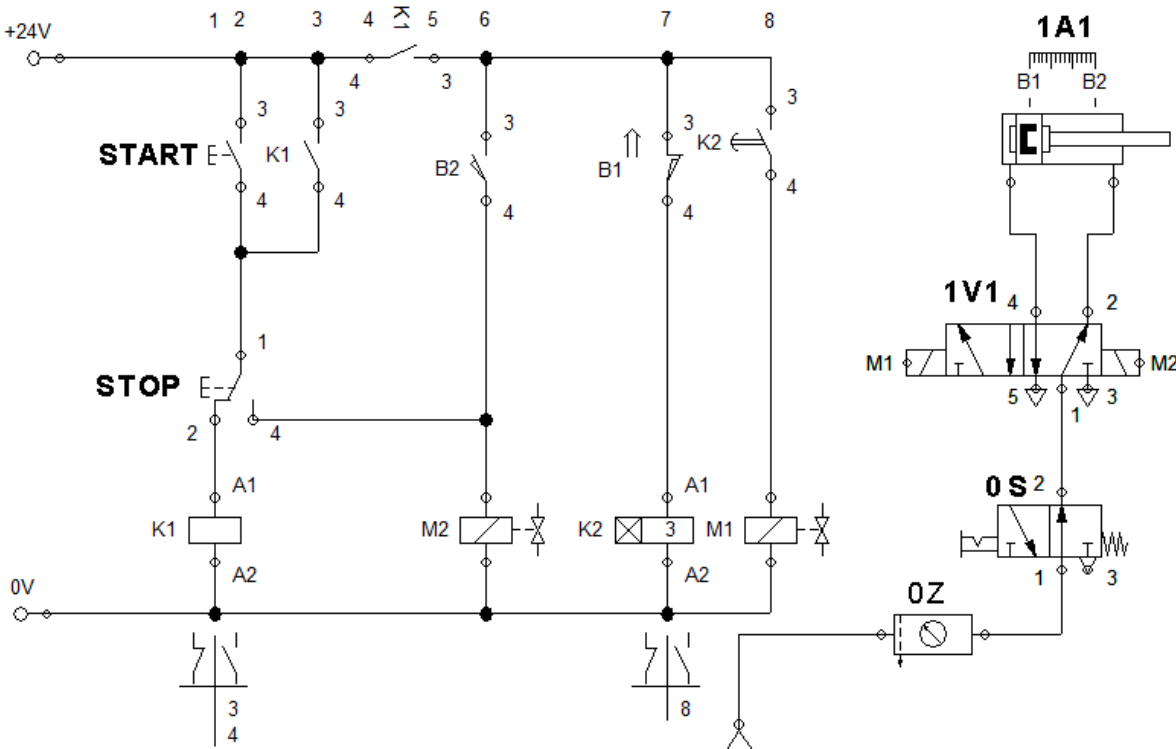 1 2 3 4 K1 5 6 7 8
+24V
1A1
4 3
B1 B2
3 3 3 3 3
START K1 B2 B1 K2
4 4 4 4 4
1V1 4 2
1
M1 M2
STOP
5 1 3
2 4
0S 2
A1 A1
K1 M2 K2 3 M1
A2 A2
1 3
0V
0Z
3 8
4